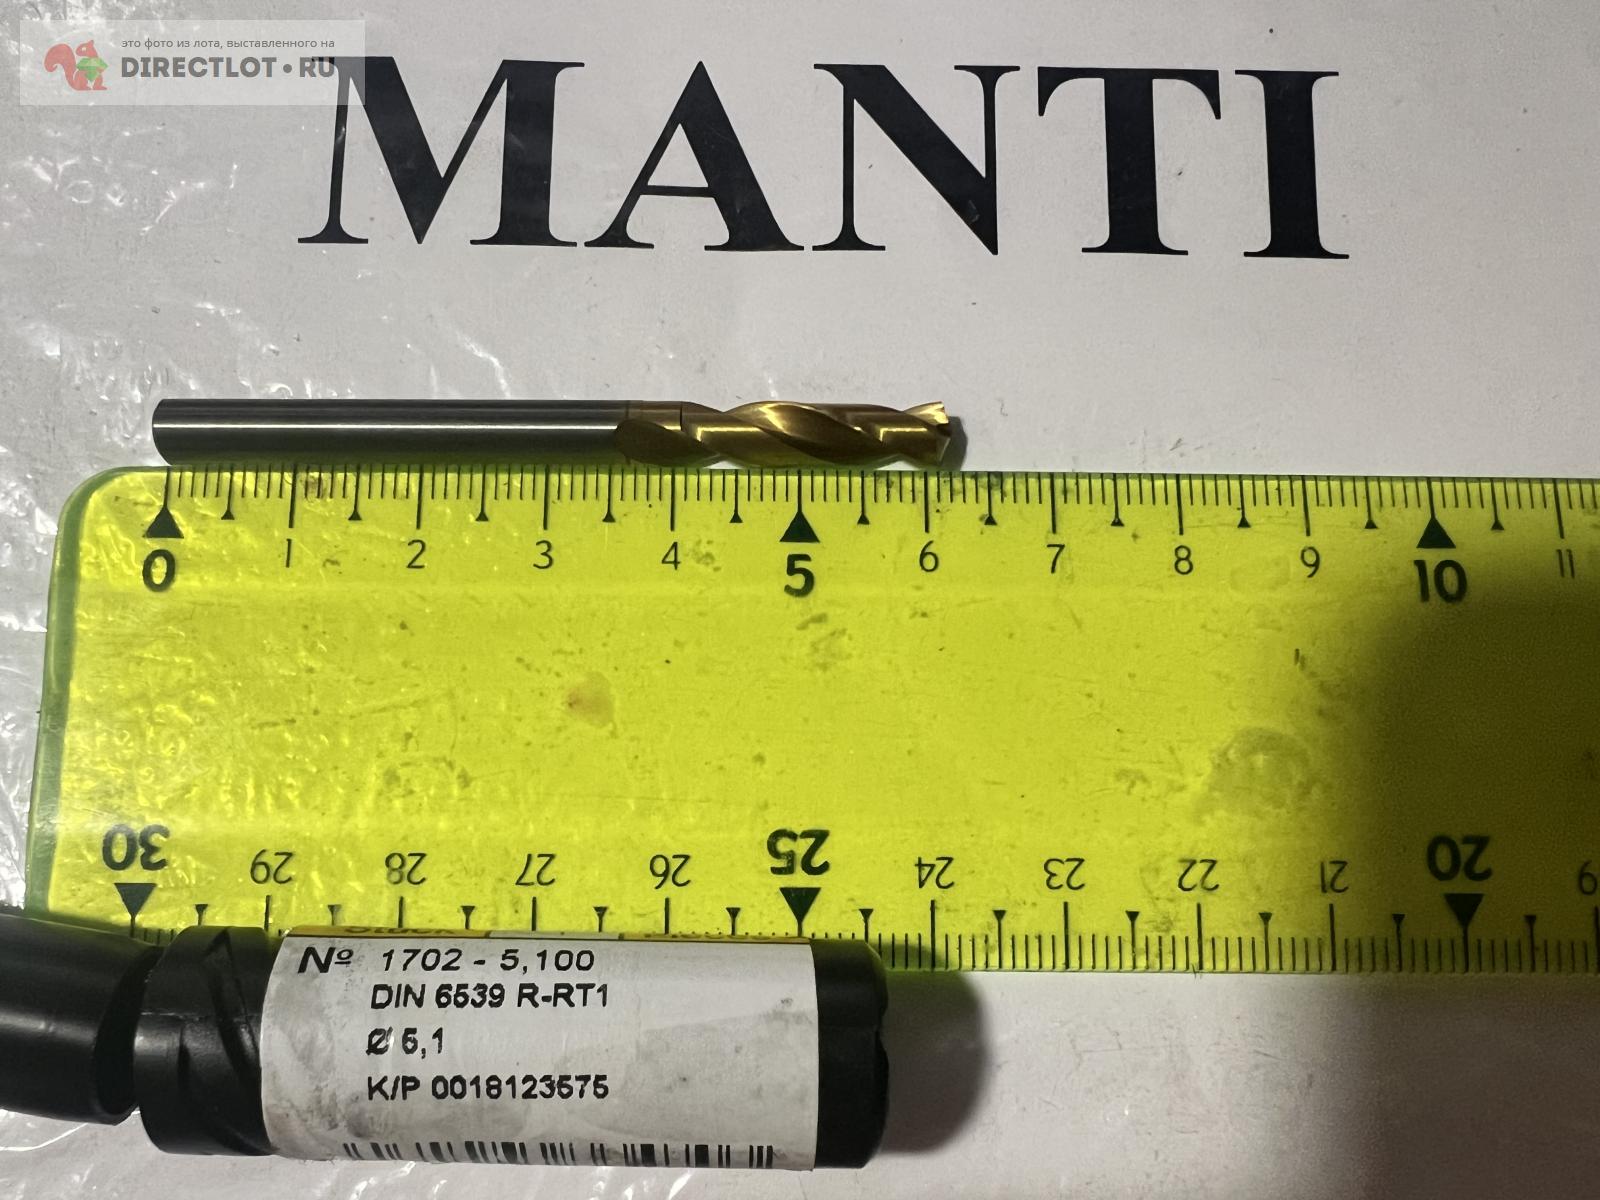 это фото из лота, выставленного на
DIRECTLOT•RU
MANTI
0 1 2 3 4 5 6 7 8 9 10 11
30 29 28 27 26 25 24 23 22 21 20
№ 1702 - 5,100
DIN 6539 R-RT1
Ø 5,1
K/P 0018123575